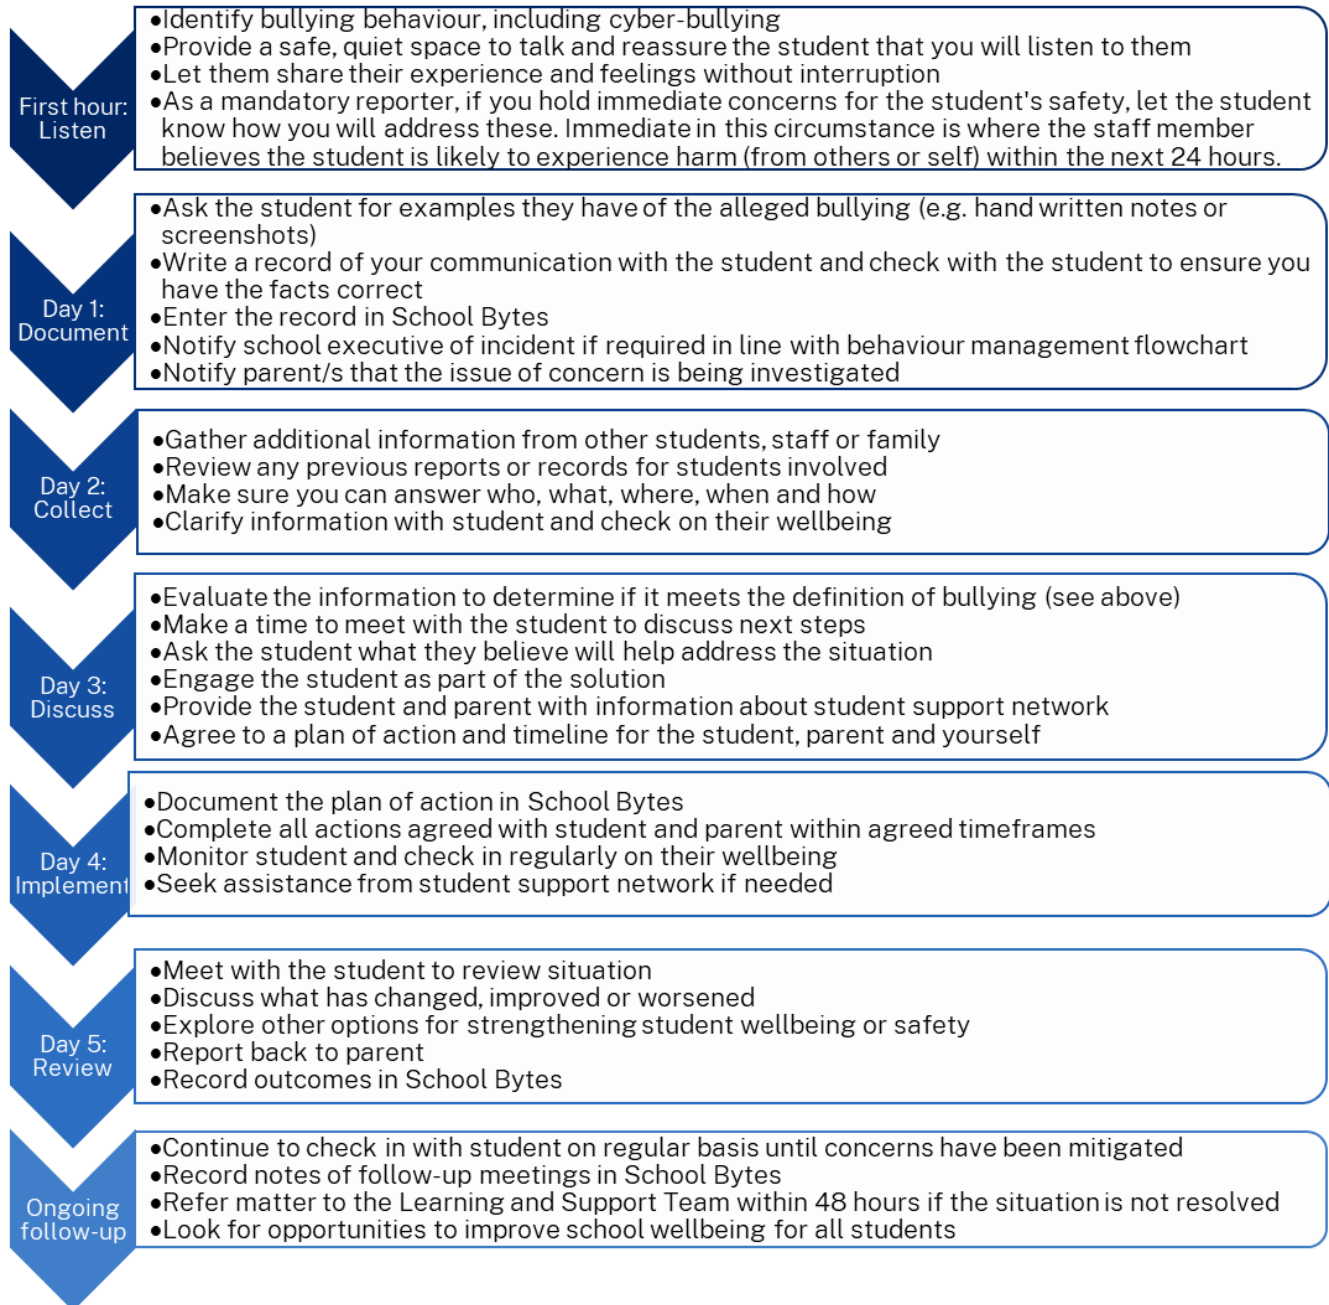 First hour:
Listen
•Identify bullying behaviour, including cyber-bullying
•Provide a safe, quiet space to talk and reassure the student that you will listen to them
•Let them share their experience and feelings without interruption
•As a mandatory reporter, if you hold immediate concerns for the student's safety, let the student
know how you will address these. Immediate in this circumstance is where the staff member
believes the student is likely to experience harm (from others or self) within the next 24 hours.
Day 1:
Document
•Ask the student for examples they have of the alleged bullying (e.g. hand written notes or
screenshots)
•Write a record of your communication with the student and check with the student to ensure you
have the facts correct
•Enter the record in School Bytes
•Notify school executive of incident if required in line with behaviour management flowchart
•Notify parent/s that the issue of concern is being investigated
Day 2:
Collect
•Gather additional information from other students, staff or family
•Review any previous reports or records for students involved
•Make sure you can answer who, what, where, when and how
•Clarify information with student and check on their wellbeing
Day 3:
Discuss
•Evaluate the information to determine if it meets the definition of bullying (see above)
•Make a time to meet with the student to discuss next steps
•Ask the student what they believe will help address the situation
•Engage the student as part of the solution
•Provide the student and parent with information about student support network
•Agree to a plan of action and timeline for the student, parent and yourself
Day 4:
Implement
•Document the plan of action in School Bytes
•Complete all actions agreed with student and parent within agreed timeframes
•Monitor student and check in regularly on their wellbeing
•Seek assistance from student support network if needed
Day 5:
Review
•Meet with the student to review situation
•Discuss what has changed, improved or worsened
•Explore other options for strengthening student wellbeing or safety
•Report back to parent
•Record outcomes in School Bytes
Ongoing
follow-up
•Continue to check in with student on regular basis until concerns have been mitigated
•Record notes of follow-up meetings in School Bytes
•Refer matter to the Learning and Support Team within 48 hours if the situation is not resolved
•Look for opportunities to improve school wellbeing for all students